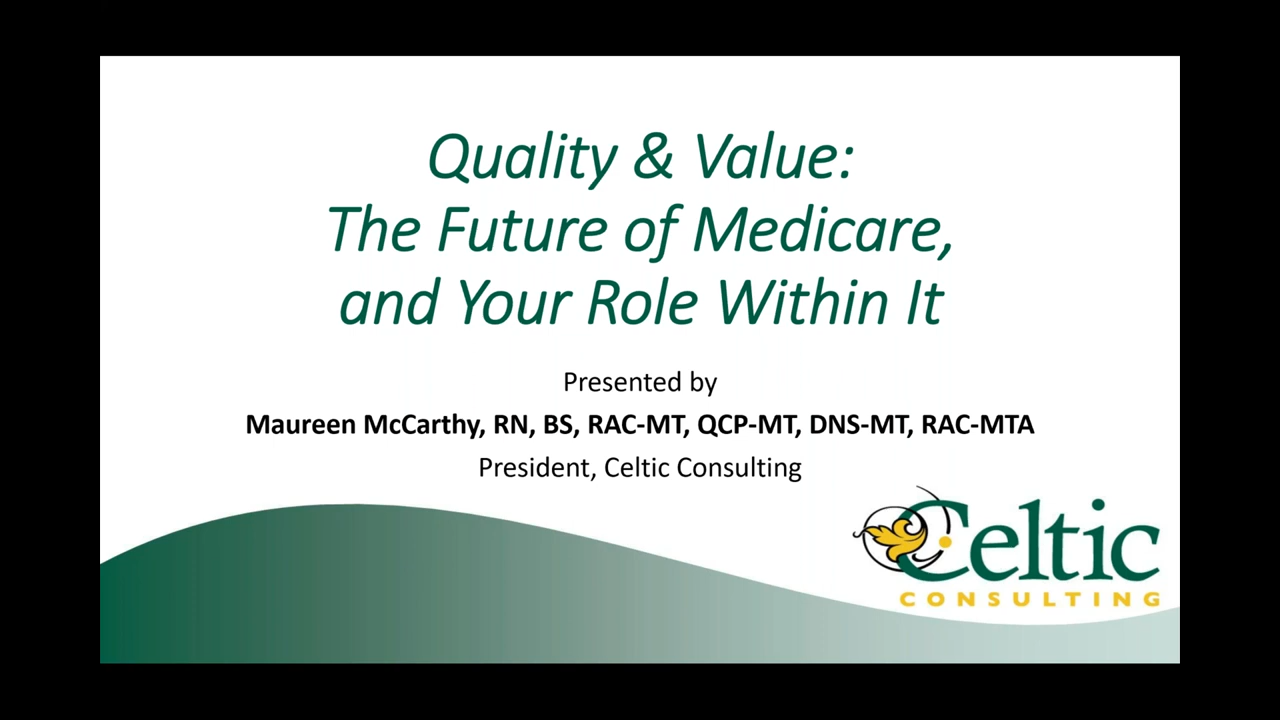 Quality & Value:
The Future of Medicare,
and Your Role Within It
Presented by
Maureen McCarthy, RN, BS, RAC-MT, QCP-MT, DNS-MT, RAC-MTA
President, Celtic Consulting
Celtic
CONSULTING